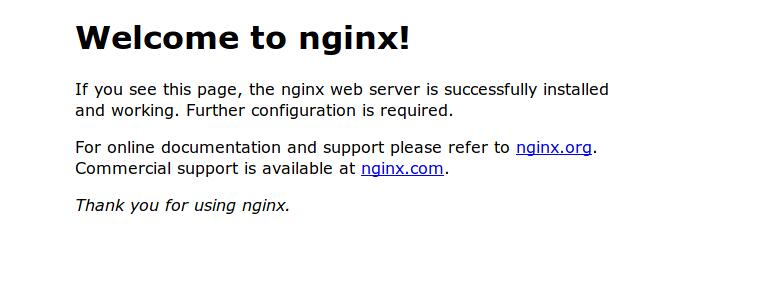 Welcome to nginx!
If you see this page, the nginx web server is successfully installed
and working. Further configuration is required.
For online documentation and support please refer to nginx.org.
Commercial support is available at nginx.com.
Thank you for using nginx.